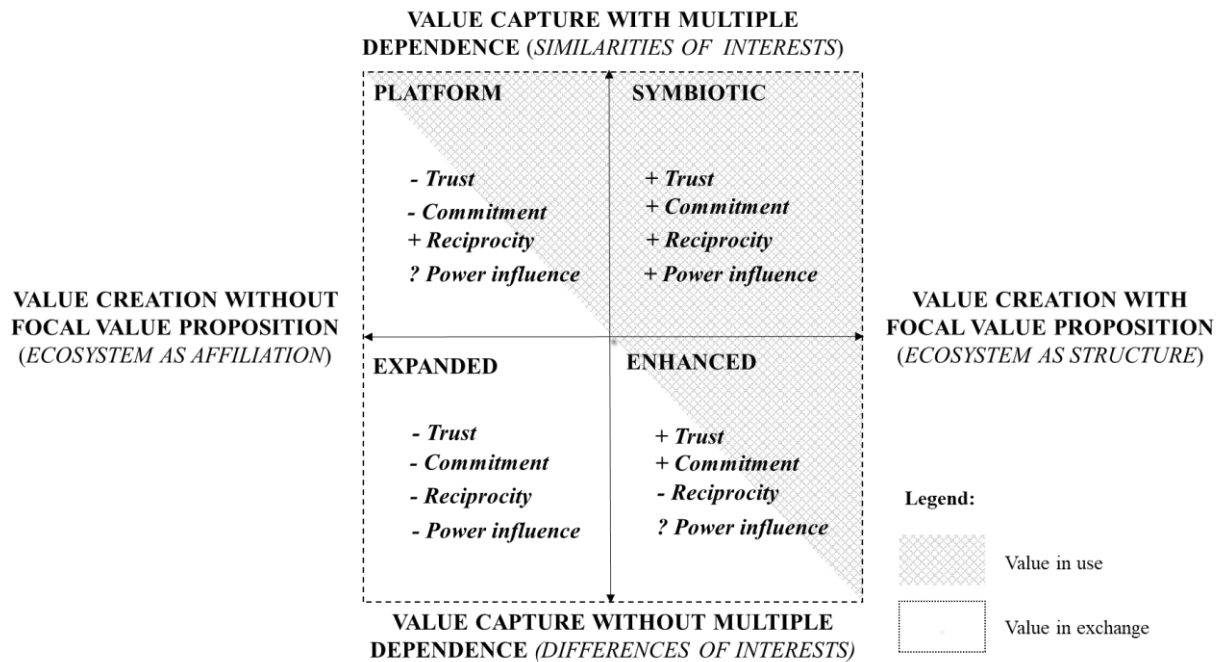 VALUE CAPTURE WITH MULTIPLE
DEPENDENCE (SIMILARITIES OF INTERESTS)
PLATFORM
- Trust
- Commitment
+ Reciprocity
? Power influence
SYMBIOTIC
+ Trust
+ Commitment
+ Reciprocity
+ Power influence
VALUE CREATION WITHOUT
FOCAL VALUE PROPOSITION
(ECOSYSTEM AS AFFILIATION)
VALUE CREATION WITH
FOCAL VALUE PROPOSITION
(ECOSYSTEM AS STRUCTURE)
EXPANDED
- Trust
- Commitment
- Reciprocity
- Power influence
ENHANCED
+ Trust
+ Commitment
- Reciprocity
? Power influence
Legend:
Value in use
Value in exchange
VALUE CAPTURE WITHOUT MULTIPLE
DEPENDENCE (DIFFERENCES OF INTERESTS)